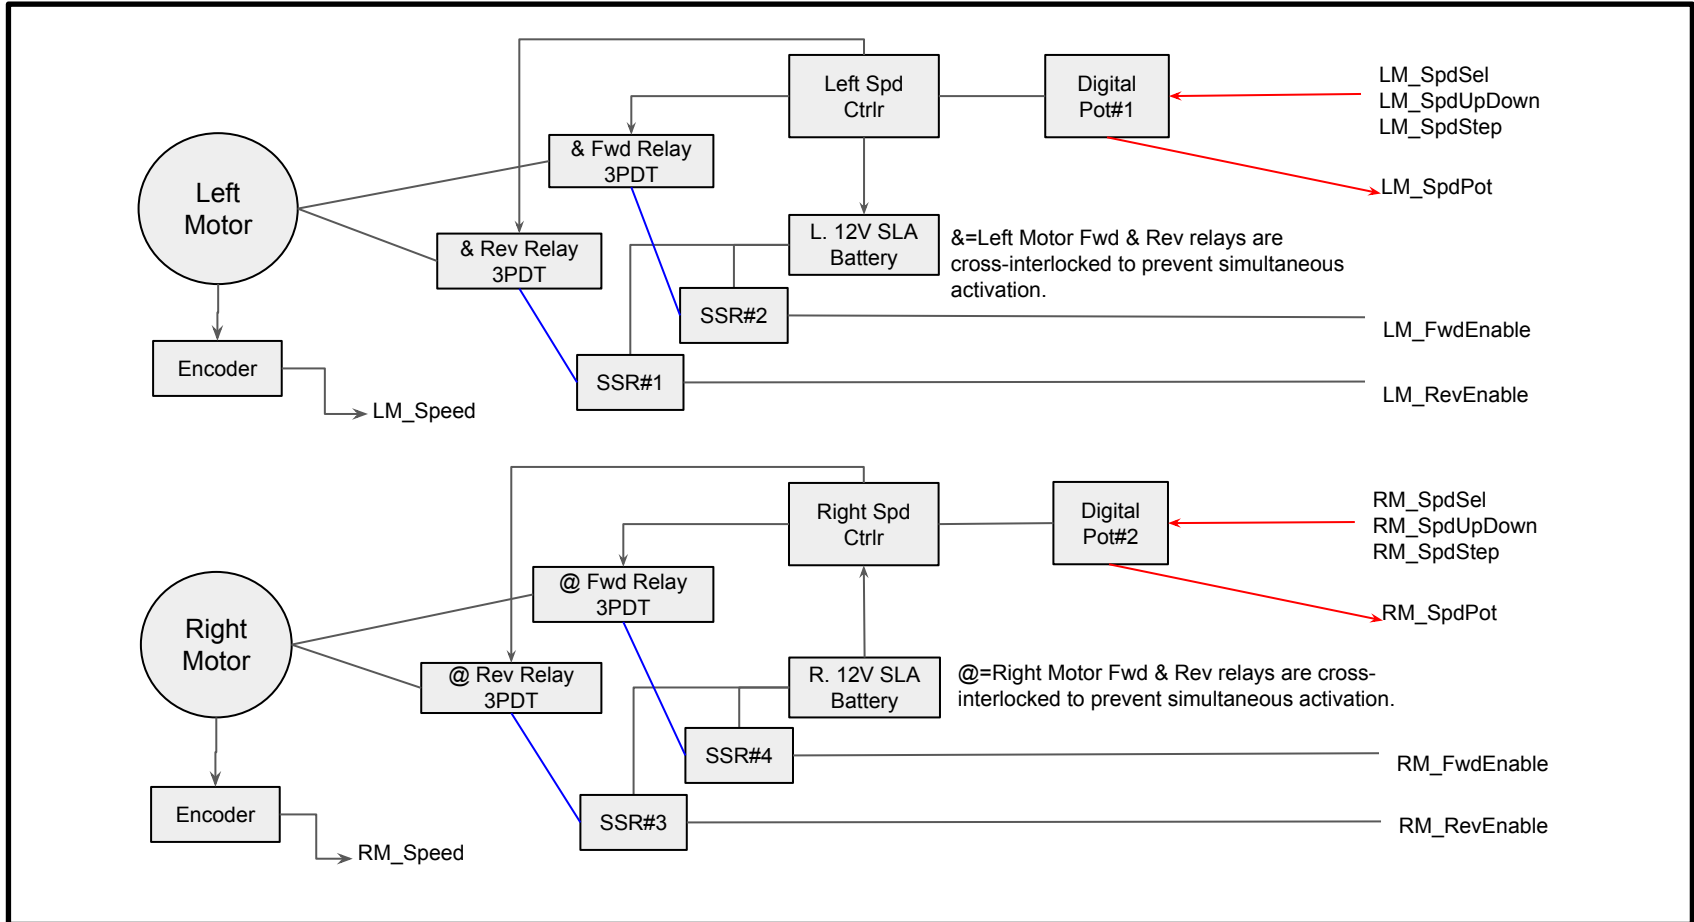 Left Spd
Ctrlr
Digital
Pot#1
LM_SpdSel
LM_SpdUpDown
LM_SpdStep
& Fwd Relay
3PDT
Left
Motor
LM_SpdPot
& Rev Relay
3PDT
L. 12V SLA
Battery
&=Left Motor Fwd & Rev relays are
cross-interlocked to prevent simultaneous
activation.
SSR#2
LM_FwdEnable
Encoder
SSR#1
LM_RevEnable
LM_Speed
Right Spd
Ctrlr
Digital
Pot#2
RM_SpdSel
RM_SpdUpDown
RM_SpdStep
@ Fwd Relay
3PDT
Right
Motor
RM_SpdPot
@ Rev Relay
3PDT
R. 12V SLA
Battery
@=Right Motor Fwd & Rev relays are cross-
interlocked to prevent simultaneous activation.
SSR#4
RM_FwdEnable
Encoder
SSR#3
RM_RevEnable
RM_Speed